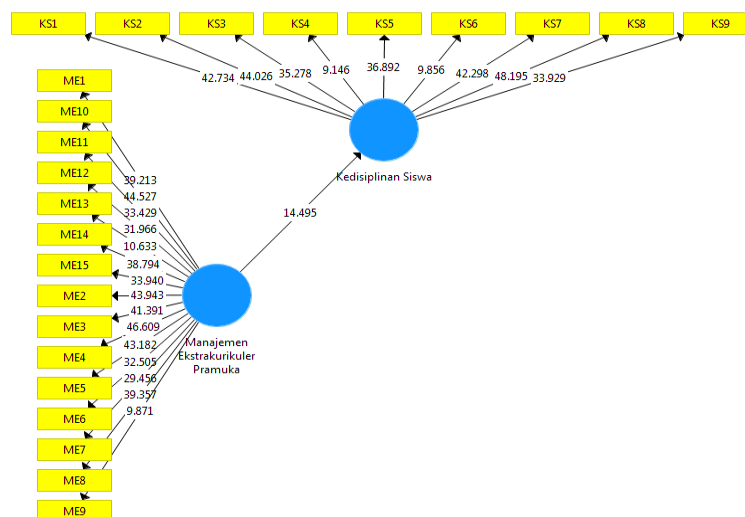 KS1 KS2 KS3 KS4 KS5 KS6 KS7 KS8 KS9
42.734 44.026 35.278 9.146 36.892 9.856 42.298 48.195 33.929
Kedisiplinan Siswa
14.495
ME1
ME10
ME11
ME12
ME13
ME14
ME15
ME2
ME3
ME4
ME5
ME6
ME7
ME8
ME9
39.213
44.527
33.429
31.966
10.633
38.794
33.940
43.943
41.391
46.609
43.182
32.505
29.456
39.357
9.871
Manajemen
Ekstrakurikuler
Pramuka